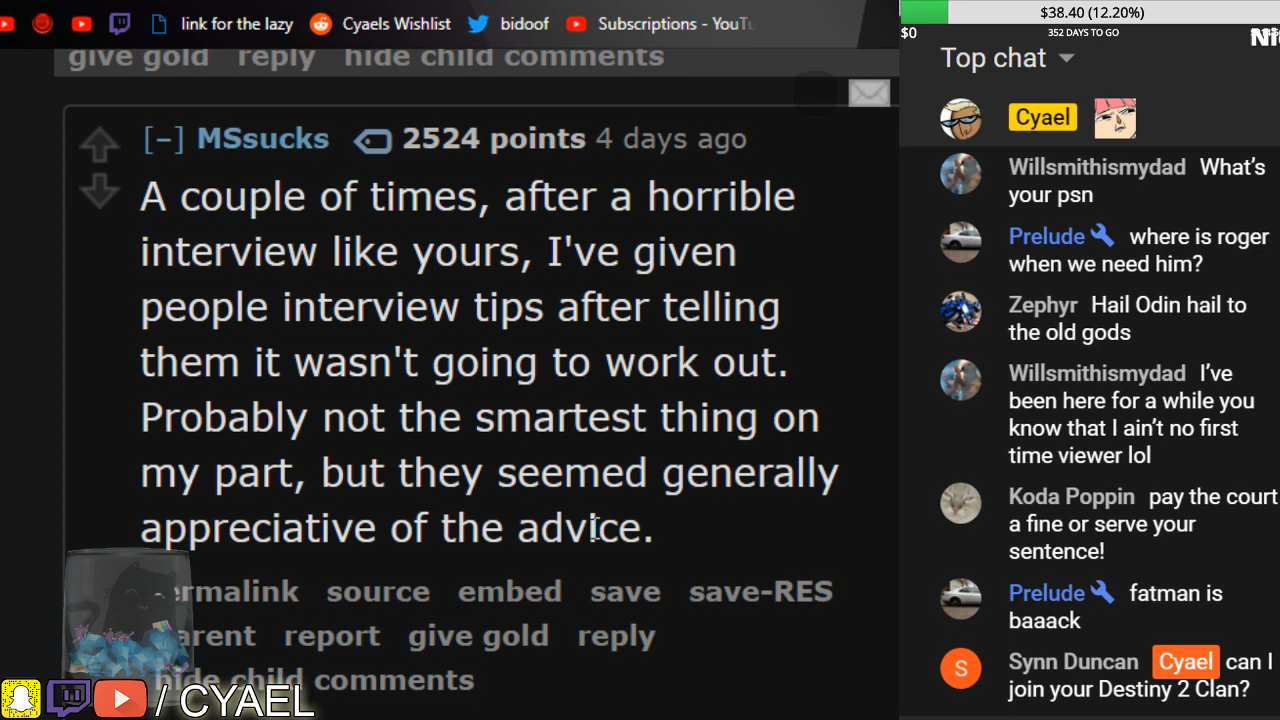 link for the lazy Cyaels Wishlist bidoof Subscriptions - YouTu
give gold reply hide child comments
[–] MSsucks 2524 points 4 days ago
A couple of times, after a horrible
interview like yours, I've given
people interview tips after telling
them it wasn't going to work out.
Probably not the smartest thing on
my part, but they seemed generally
appreciative of the advice.
ermalink source embed save save-RES
arent report give gold reply
hide child comments
/ CYAEL
$38.40 (12.20%)
$0 352 DAYS TO GO
Top chat
Cyael
Willsmithismydad What's
your psn
Prelude where is roger
when we need him?
Zephyr Hail Odin hail to
the old gods
Willsmithismydad I've
been here for a while you
know that I ain't no first
time viewer lol
Koda Poppin pay the court
a fine or serve your
sentence!
Prelude fatman is
baaack
S Synn Duncan Cyael can I
join your Destiny 2 Clan?